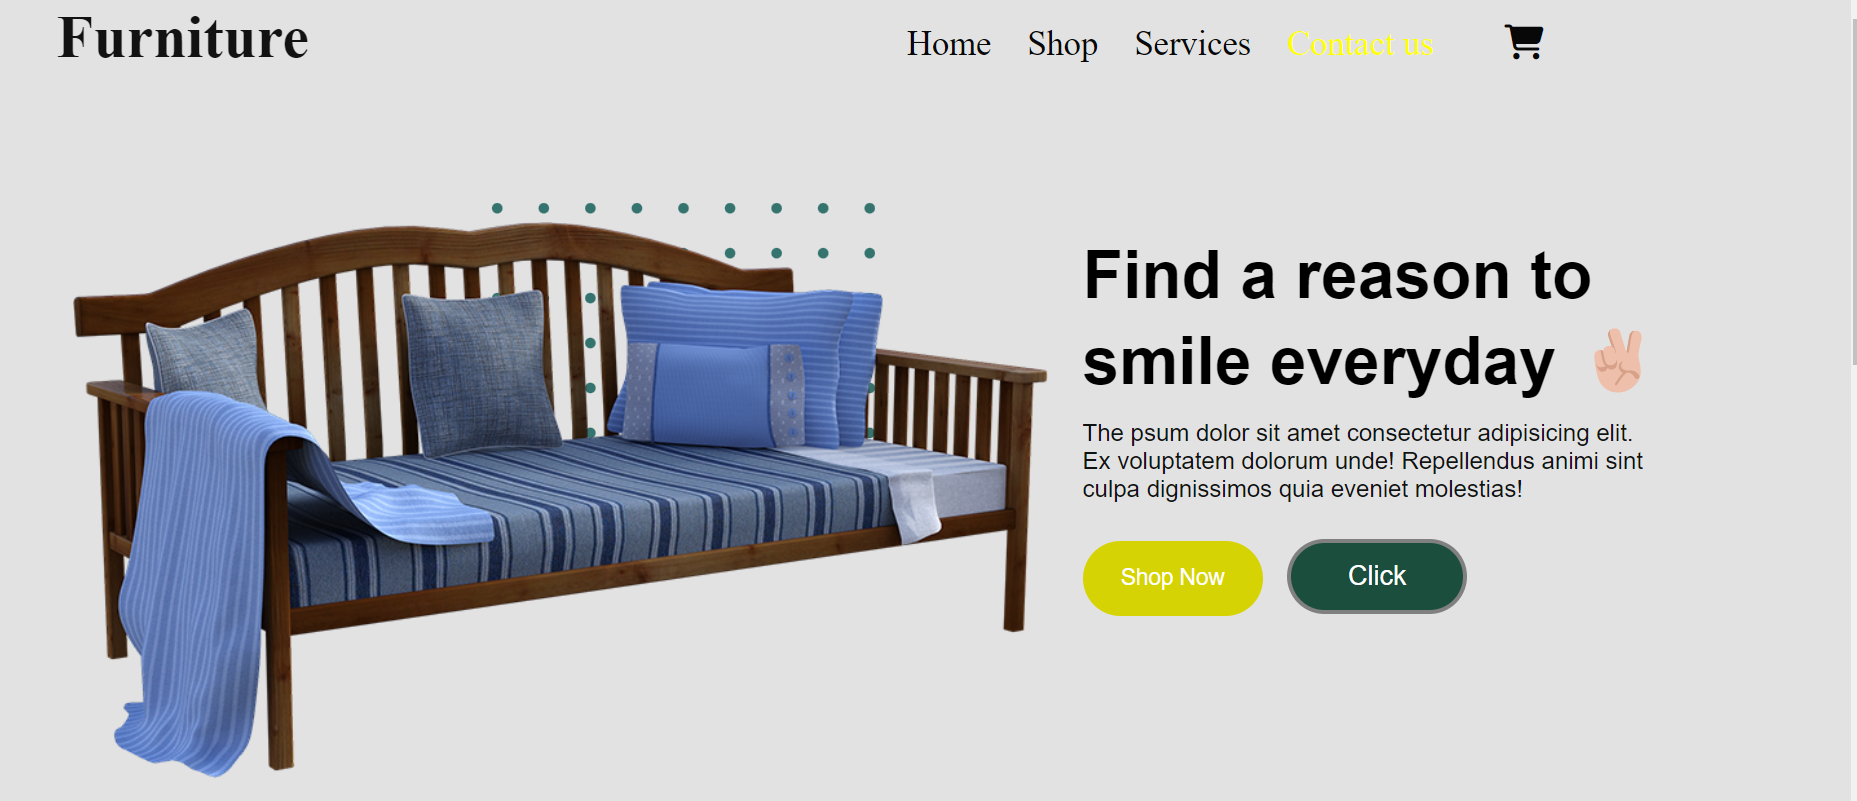 Furniture
Home Shop Services Contact us
Find a reason to
smile everyday ✌🏻
The psum dolor sit amet consectetur adipisicing elit.
Ex voluptatem dolorum unde! Repellendus animi sint
culpa dignissimos quia eveniet molestias!
Shop Now Click